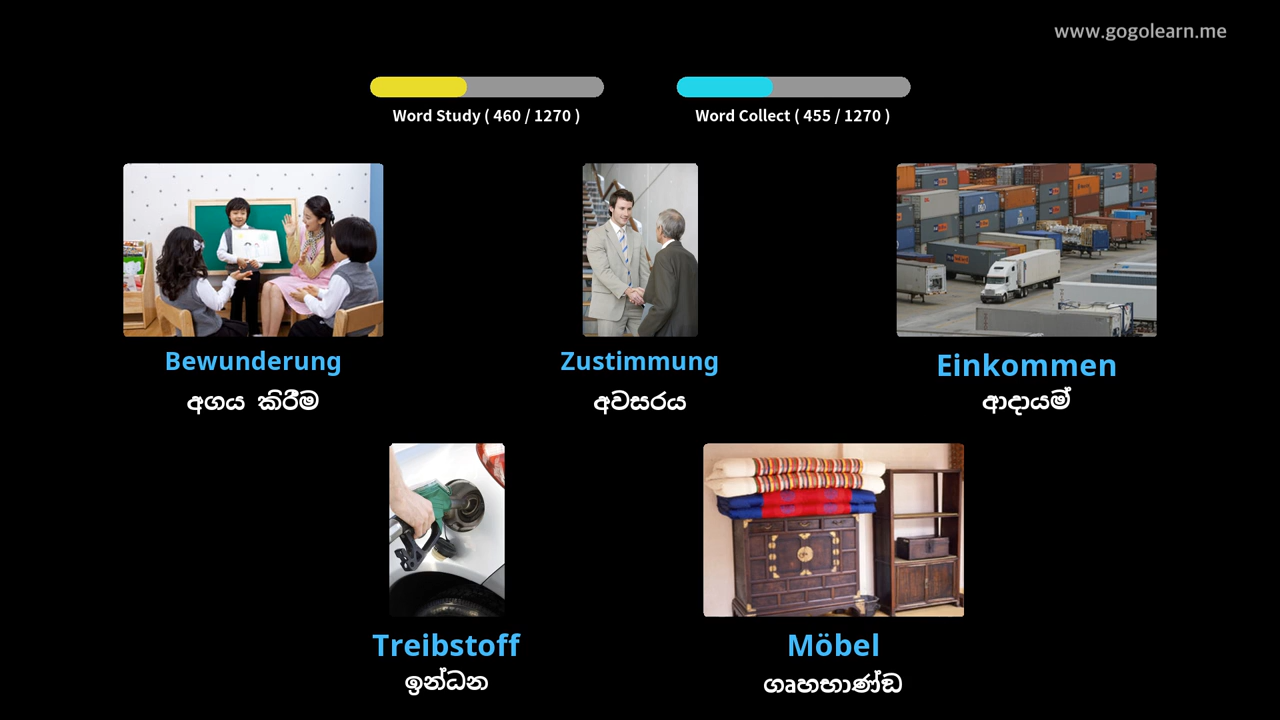 www.gogolearn.me
Word Study ( 460 / 1270 )
Word Collect ( 455 / 1270 )
Bewunderung
අගය කිරීම
Zustimmung
අවසරය
Einkommen
ආදායම්
Treibstoff
ඉන්ධන
Möbel
ගෘහභාණ්ඩ